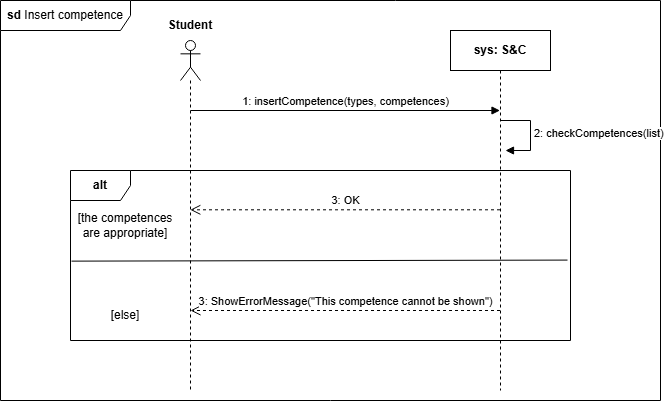 sd Insert competence
Student
sys: S&C
1: insertCompetence(types, competences)
2: checkCompetences(list)
alt
3: OK
[the competences
are appropriate]
3: ShowErrorMessage("This competence cannot be shown")
[else]